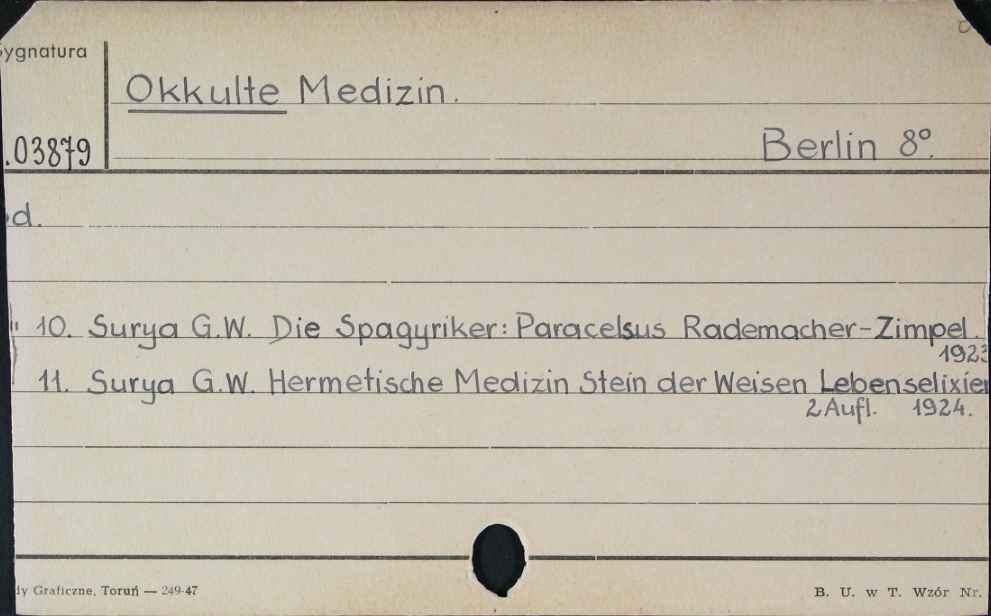 ygnatura
Okkulte Medizin.
.03879
Berlin 8º.
d.
" 10. Surya G.W. Die Spagyriker: Paracelsus Rademacher-Zimpel.
1923
11. Surya G.W. Hermetische Medizin Stein der Weisen Lebenselixier
2 Aufl. 1924.
dy Graficzne, Toruń — 249-47
B. U. w T. Wzór Nr.